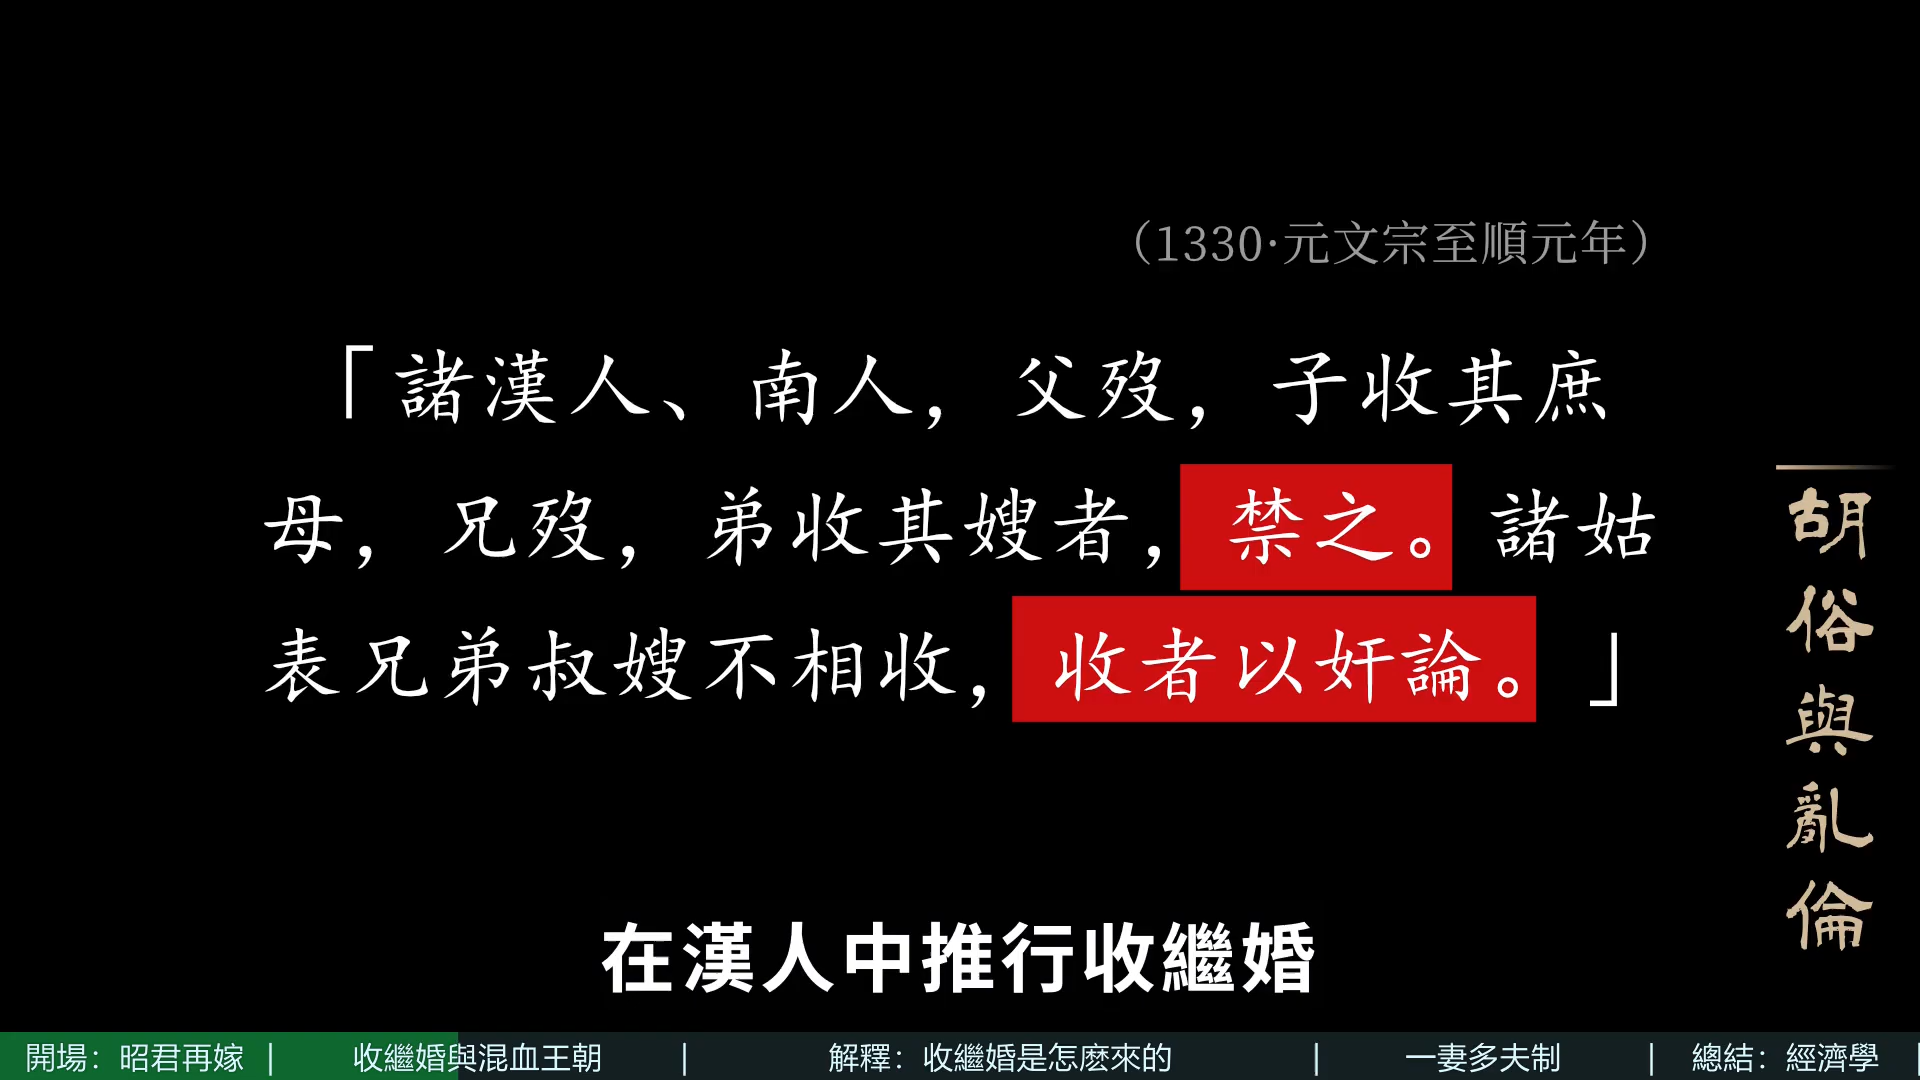 （1330·元文宗至順元年）
「諸漢人、南人，父歿，子收其庶
母，兄歿，弟收其嫂者，禁之。諸姑
表兄弟叔嫂不相收，收者以奸論。」
胡俗與亂倫
在漢人中推行收繼婚
開場：昭君再嫁 | 收繼婚與混血王朝 | 解釋：收繼婚是怎麽來的 | 一妻多夫制 | 總結：經濟學 |